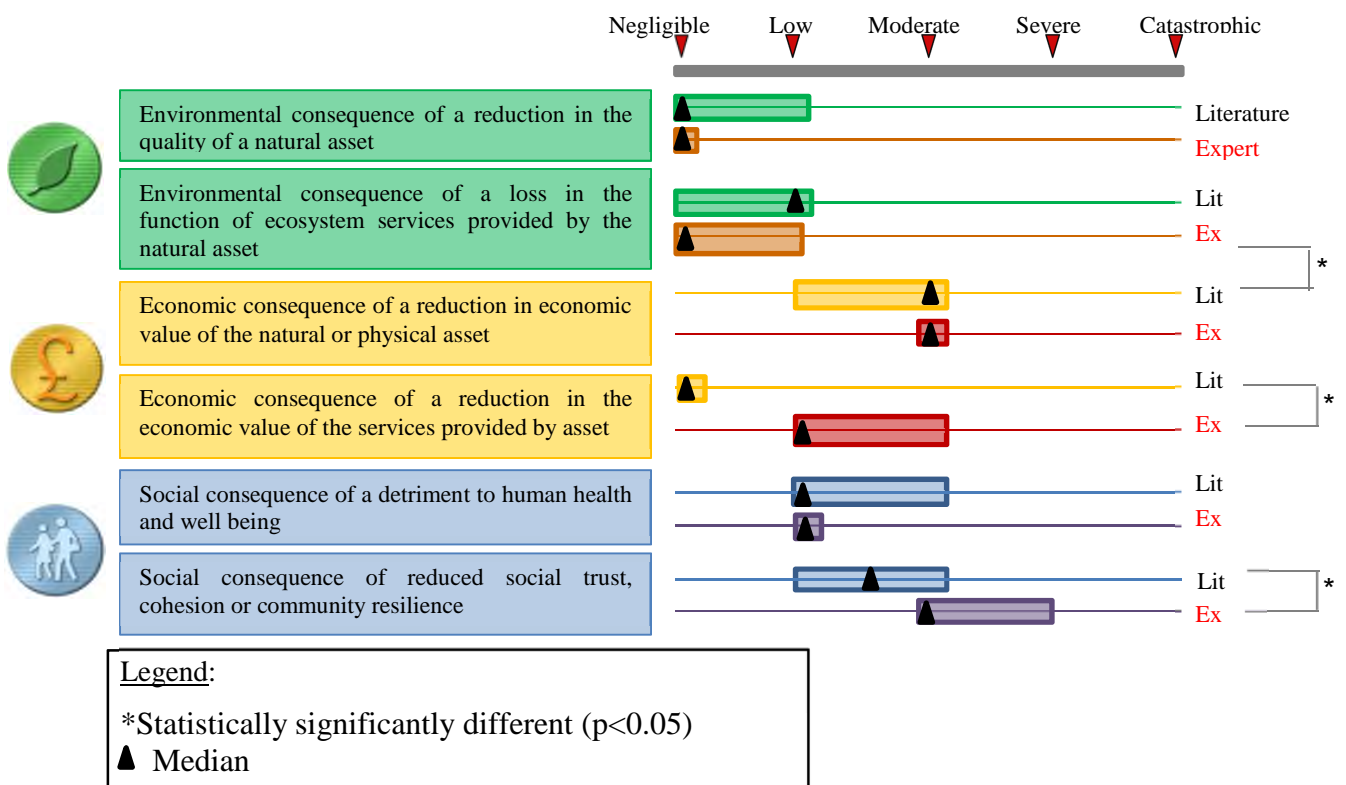 Negligible Low Moderate Severe Catastrophic
Environmental consequence of a reduction in the
quality of a natural asset
Literature
Expert
Environmental consequence of a loss in the
function of ecosystem services provided by the
natural asset
Lit
Ex
*
Economic consequence of a reduction in economic
value of the natural or physical asset
Lit
Ex
£
Economic consequence of a reduction in the
economic value of the services provided by asset
Lit
Ex
*
Social consequence of a detriment to human health
and well being
Lit
Ex
Social consequence of reduced social trust,
cohesion or community resilience
Lit
Ex
*
Legend:
*Statistically significantly different (p<0.05)
Median